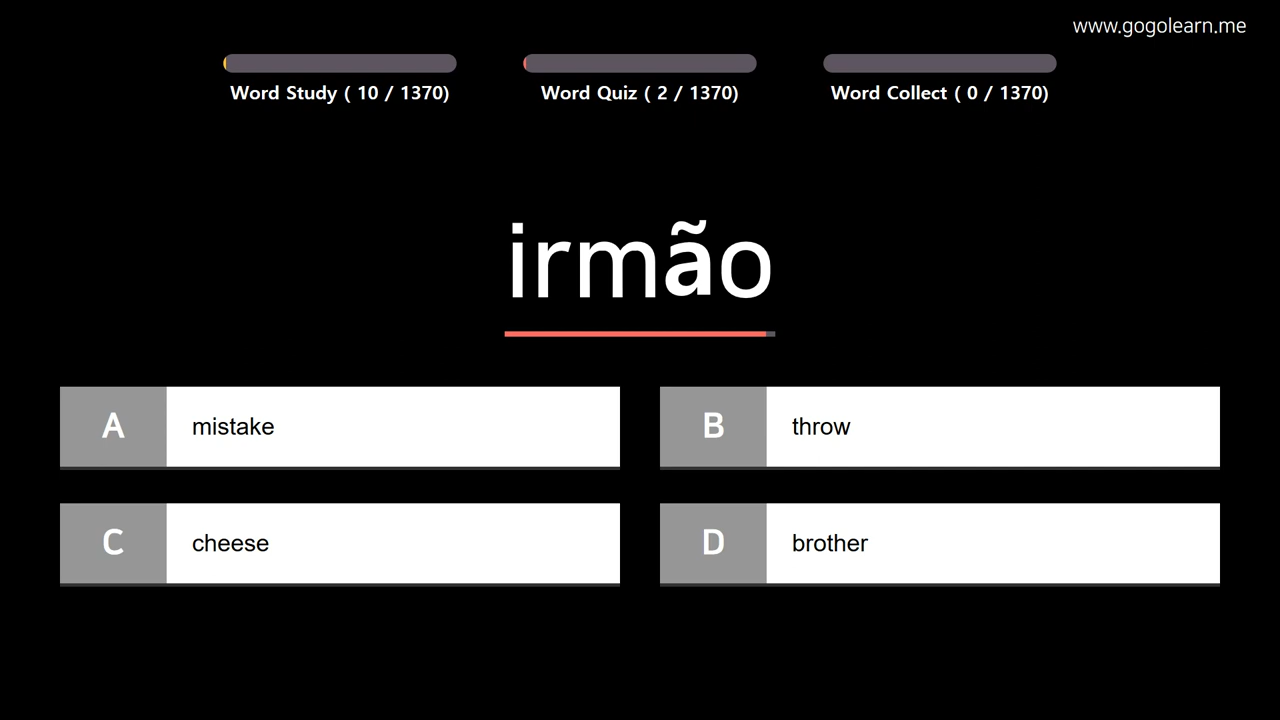 www.gogolearn.me
Word Study ( 10 / 1370)
Word Quiz ( 2 / 1370)
Word Collect ( 0 / 1370)
irmão
A mistake
B throw
C cheese
D brother